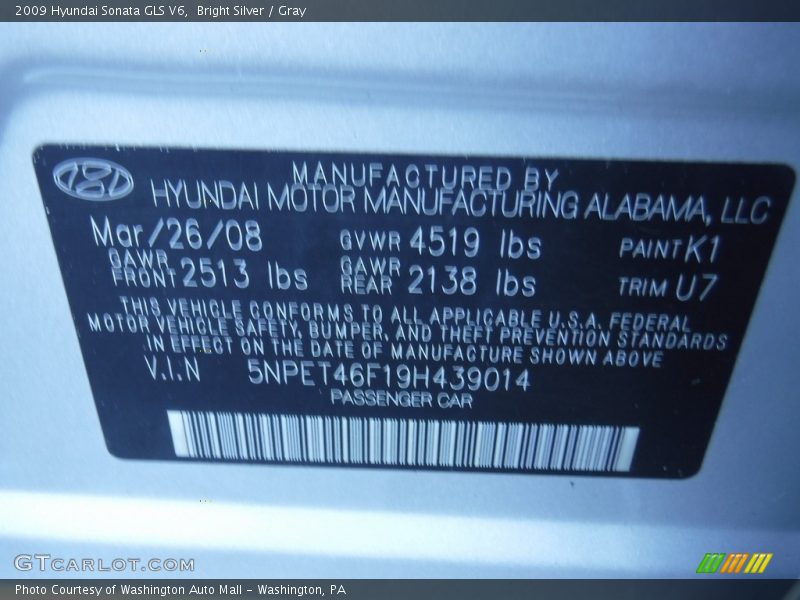 2009 Hyundai Sonata GLS V6,  Bright Silver / Gray
MANUFACTURED BY
HYUNDAI MOTOR MANUFACTURING ALABAMA, LLC
Mar/26/08 GVWR 4519 lbs PAINT K1
GAWR FRONT 2513 lbs GAWR REAR 2138 lbs TRIM U7
THIS VEHICLE CONFORMS TO ALL APPLICABLE U.S.A. FEDERAL
MOTOR VEHICLE SAFETY, BUMPER, AND THEFT PREVENTION STANDARDS
IN EFFECT ON THE DATE OF MANUFACTURE SHOWN ABOVE
V.I.N 5NPET46F19H439014
PASSENGER CAR
GTCARLOT.COM
Photo Courtesy of Washington Auto Mall - Washington, PA